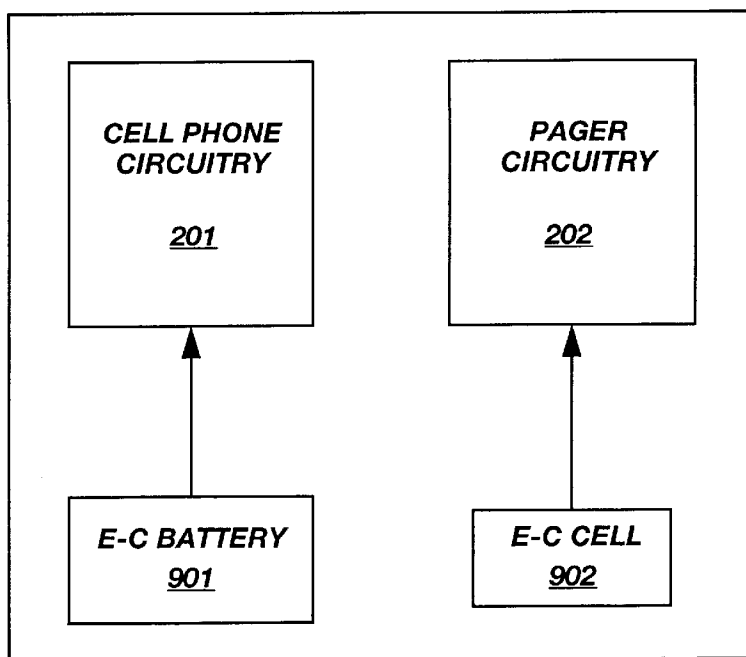 CELL PHONE
CIRCUITRY
201
PAGER
CIRCUITRY
202
E-C BATTERY
901
E-C CELL
902